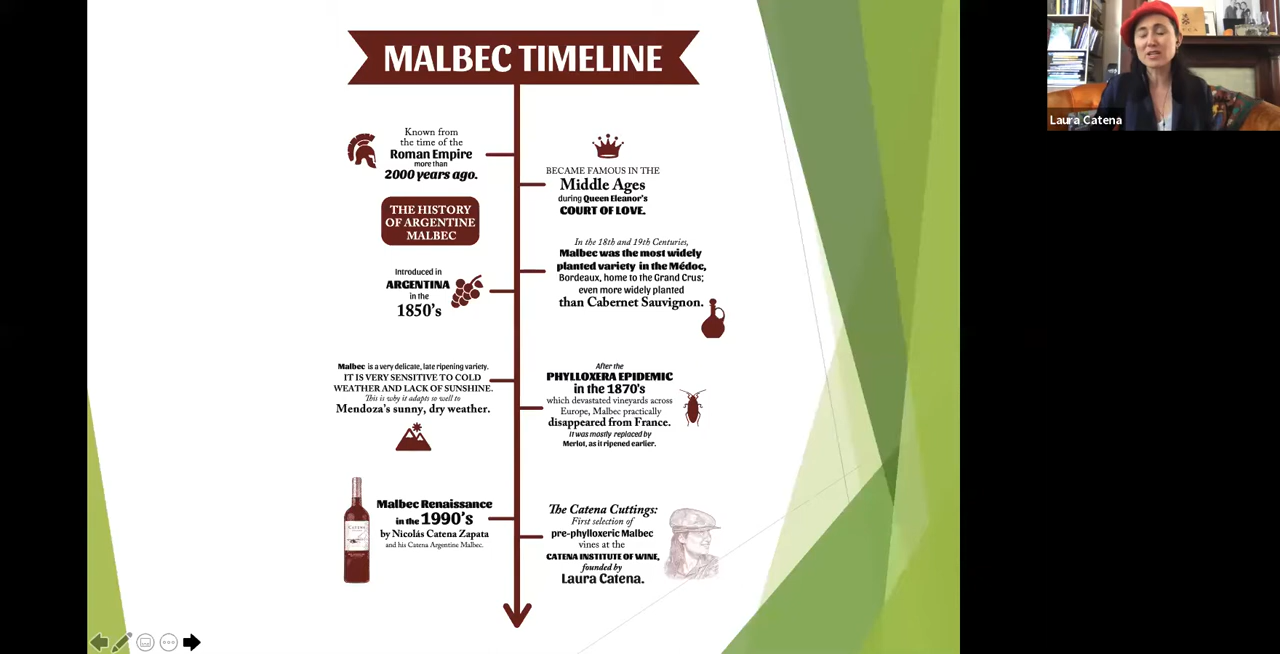 MALBEC TIMELINE
Known from
the time of the
Roman Empire
more than
2000 years ago.
BECAME FAMOUS IN THE
Middle Ages
during Queen Eleanor's
COURT OF LOVE.
THE HISTORY
OF ARGENTINE
MALBEC
In the 18th and 19th Centuries,
Malbec was the most widely
planted variety in the Médoc,
Bordeaux, home to the Grand Crus;
even more widely planted
than Cabernet Sauvignon.
Introduced in
ARGENTINA
in the
1850's
Malbec is a very delicate, late ripening variety.
IT IS VERY SENSITIVE TO COLD
WEATHER AND LACK OF SUNSHINE.
This is why it adapts so well to
Mendoza's sunny, dry weather.
After the
PHYLLOXERA EPIDEMIC
in the 1870's
which devastated vineyards across
Europe, Malbec practically
disappeared from France.
It was mostly replaced by
Merlot, as it ripened earlier.
Malbec Renaissance
in the 1990's
by Nicolás Catena Zapata
and his Catena Argentine Malbec.
CATENA
The Catena Cuttings:
First selection of
pre-phylloxeric Malbec
vines at the
CATENA INSTITUTE OF WINE,
founded by
Laura Catena.
Laura Catena